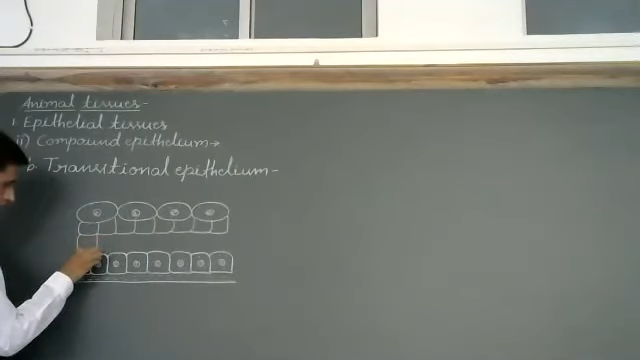 Animal tissues-
1 Epithelial tissues
ii) Compound epithelium→
b. Transitional epithelium-